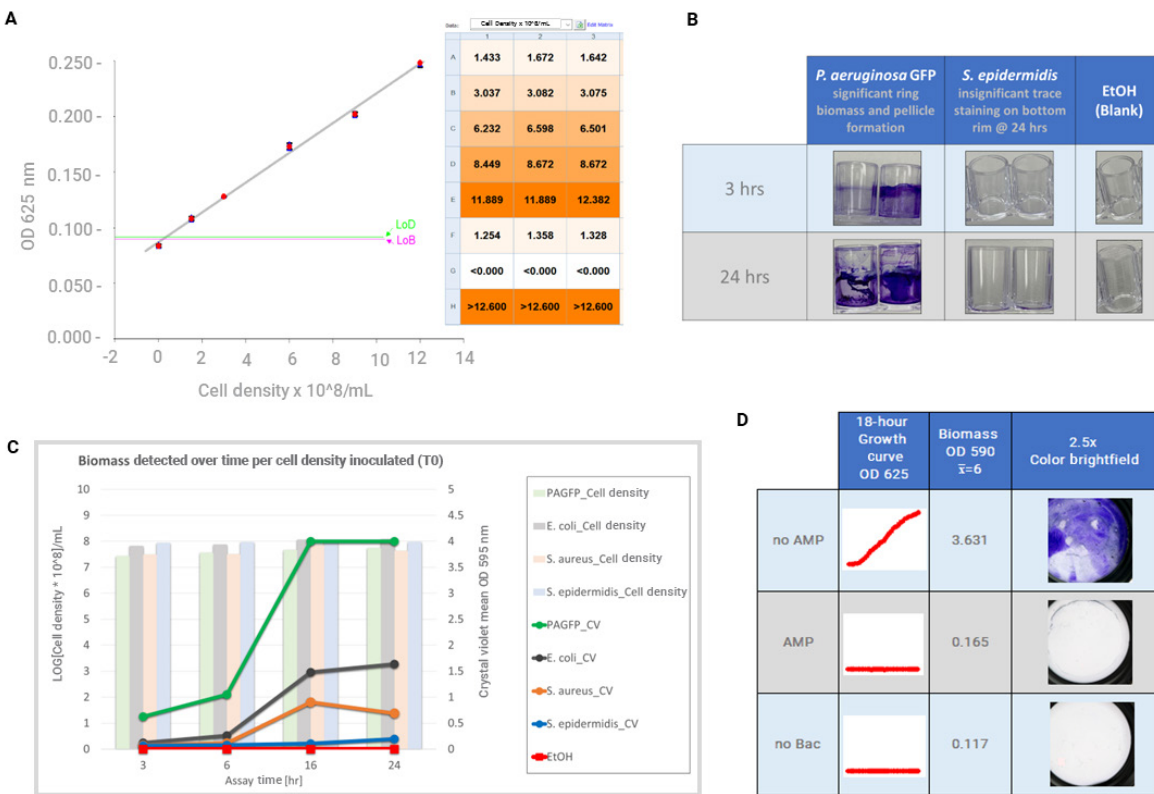 A
0.250
0.200
0.150
0.100
0.050
0.000
OD 625 nm
LoD
LoB
-2
0
2
4
6
8
10
12
14
Cell density x 10^8/mL
Cell Density x 10^8/mL
Edit Matrix
1 2 3
A 1.433 1.672 1.642
B 3.037 3.082 3.075
C 6.232 6.598 6.501
D 8.449 8.672 8.672
E 11.889 11.889 12.382
F 1.254 1.358 1.328
G <0.000 <0.000 <0.000
H >12.600 >12.600 >12.600
B
P. aeruginosa GFP
significant ring
biomass and pellicle
formation
S. epidermidis
insignificant trace
staining on bottom
rim @ 24 hrs
EtOH
(Blank)
3 hrs
24 hrs
C
Biomass detected over time per cell density inoculated (T0)
LOG[Cell density * 10^8]/mL
10
9
8
7
6
5
4
3
2
1
0
5
4.5
4
3.5
3
2.5
2
1.5
1
0.5
0
Crystal violet mean OD 595 nm
3
6
16
24
Assay time [hr]
PAGFP_Cell density
E. coli_Cell density
S. aureus_Cell density
S. epidermidis_Cell density
PAGFP_CV
E. coli_CV
S. aureus_CV
S. epidermidis_CV
EtOH
D
18-hour
Growth
curve
OD 625
Biomass
OD 590
x̅=6
2.5x
Color brightfield
no AMP
3.631
AMP
0.165
no Bac
0.117